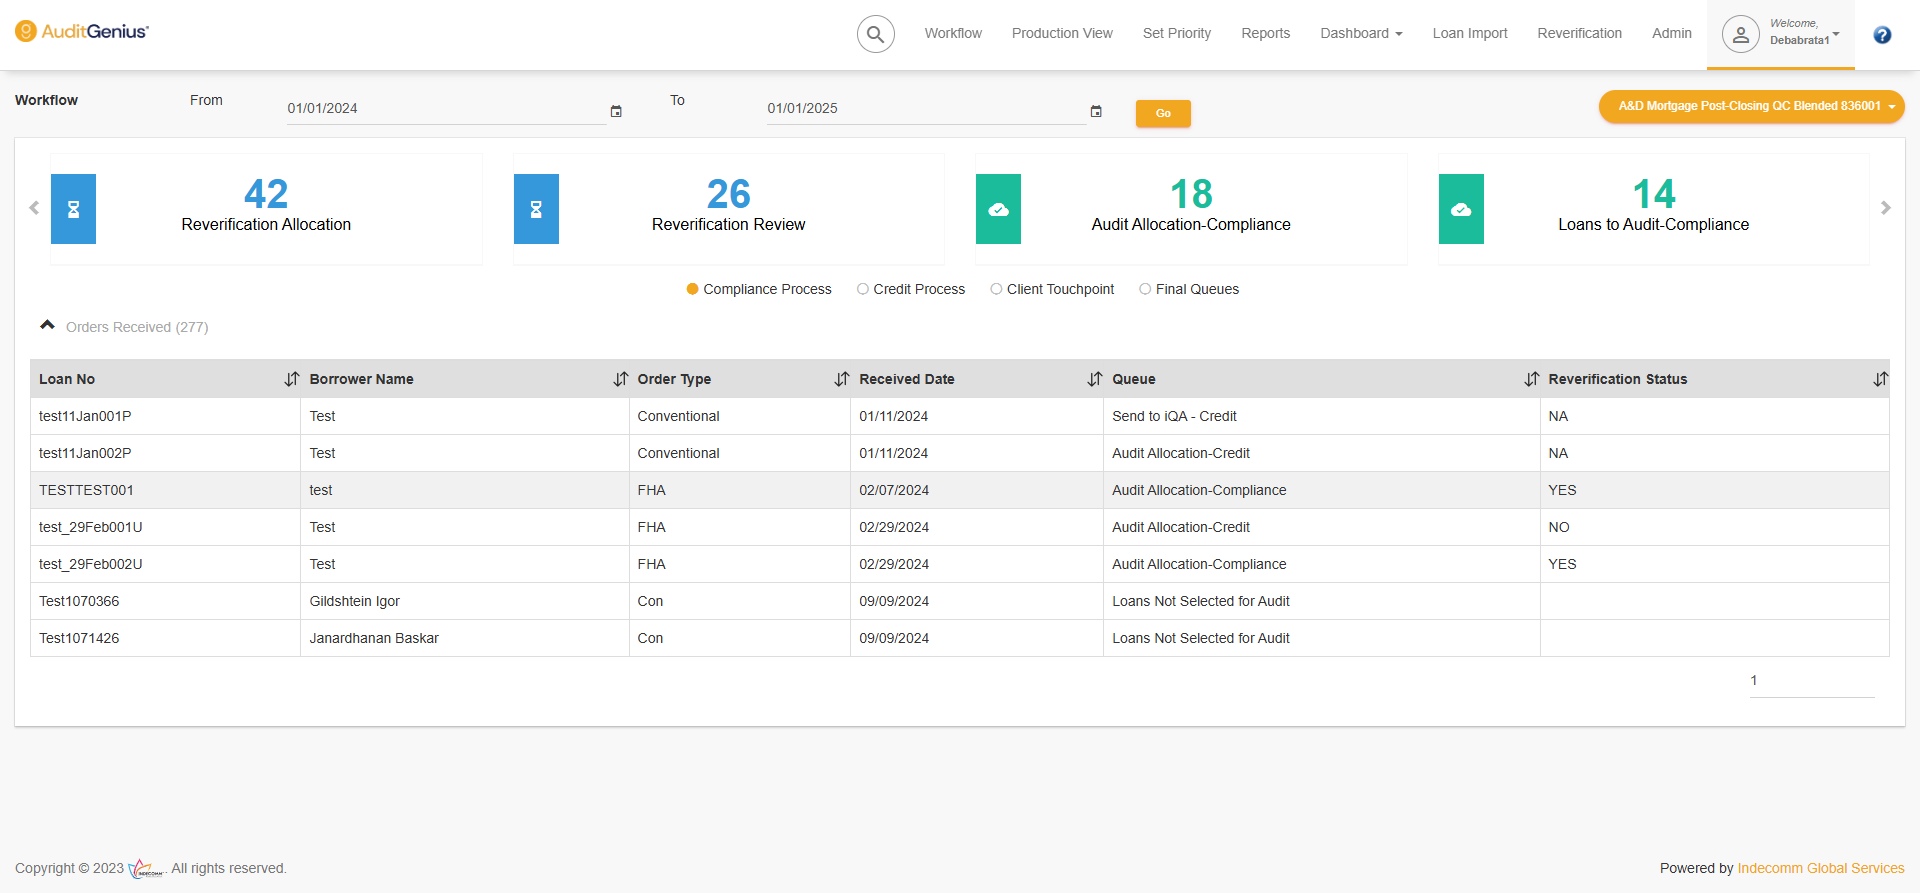 AuditGenius
Workflow
Production View
Set Priority
Reports
Dashboard
Loan Import
Reverification
Admin
Welcome,
Debabrata1
?
Workflow
From
01/01/2024
To
01/01/2025
Go
A&D Mortgage Post-Closing QC Blended 836001
42
Reverification Allocation
26
Reverification Review
18
Audit Allocation-Compliance
14
Loans to Audit-Compliance
Compliance Process
Credit Process
Client Touchpoint
Final Queues
Orders Received (277)
Loan No Borrower Name Order Type Received Date Queue Reverification Status
test11Jan001P Test Conventional 01/11/2024 Send to iQA - Credit NA
test11Jan002P Test Conventional 01/11/2024 Audit Allocation-Credit NA
TESTTEST001 test FHA 02/07/2024 Audit Allocation-Compliance YES
test_29Feb001U Test FHA 02/29/2024 Audit Allocation-Credit NO
test_29Feb002U Test FHA 02/29/2024 Audit Allocation-Compliance YES
Test1070366 Gildshtein Igor Con 09/09/2024 Loans Not Selected for Audit
Test1071426 Janardhanan Baskar Con 09/09/2024 Loans Not Selected for Audit
1
Copyright © 2023 INDECOMM . All rights reserved.
Powered by Indecomm Global Services